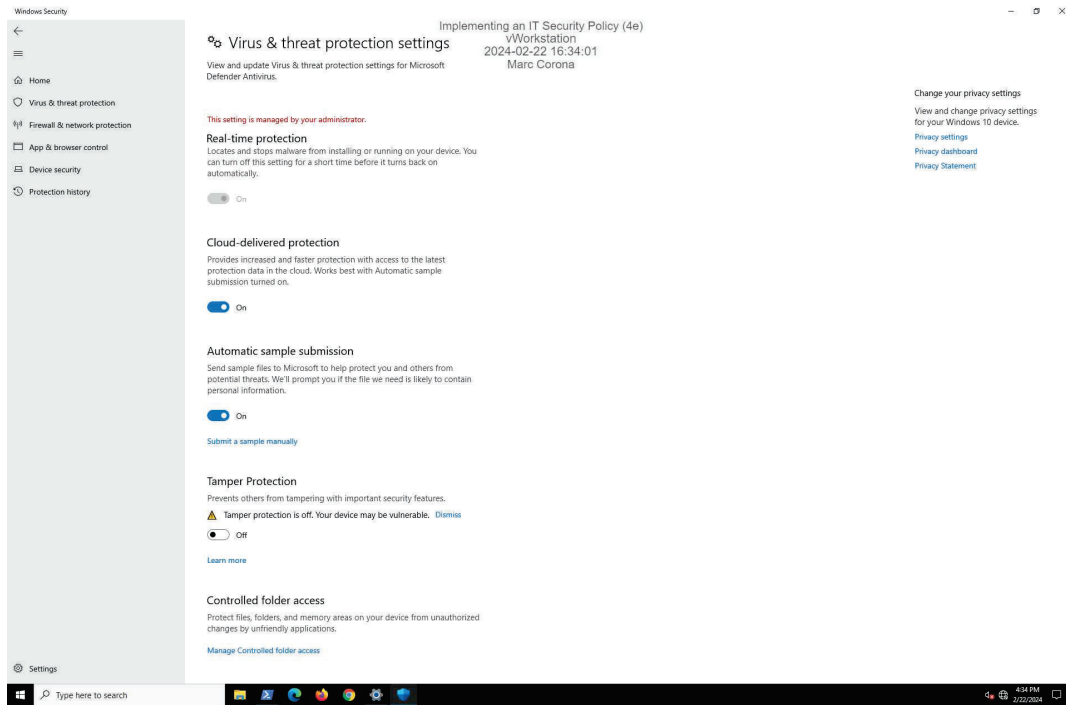 Windows Security
Implementing an IT Security Policy (4e)
vWorkstation
2024-02-22 16:34:01
Marc Corona
Home
Virus & threat protection
Firewall & network protection
App & browser control
Device security
Protection history
Settings
Virus & threat protection settings
View and update Virus & threat protection settings for Microsoft
Defender Antivirus.
This setting is managed by your administrator.
Real-time protection
Locates and stops malware from installing or running on your device. You
can turn off this setting for a short time before it turns back on
automatically.
On
Cloud-delivered protection
Provides increased and faster protection with access to the latest
protection data in the cloud. Works best with Automatic sample
submission turned on.
On
Automatic sample submission
Send sample files to Microsoft to help protect you and others from
potential threats. We'll prompt you if the file we need is likely to contain
personal information.
On
Submit a sample manually
Tamper Protection
Prevents others from tampering with important security features.
Tamper protection is off. Your device may be vulnerable. Dismiss
Off
Learn more
Controlled folder access
Protect files, folders, and memory areas on your device from unauthorized
changes by unfriendly applications.
Manage Controlled folder access
Change your privacy settings
View and change privacy settings
for your Windows 10 device.
Privacy settings
Privacy dashboard
Privacy Statement
Type here to search
4:34 PM
2/22/2024